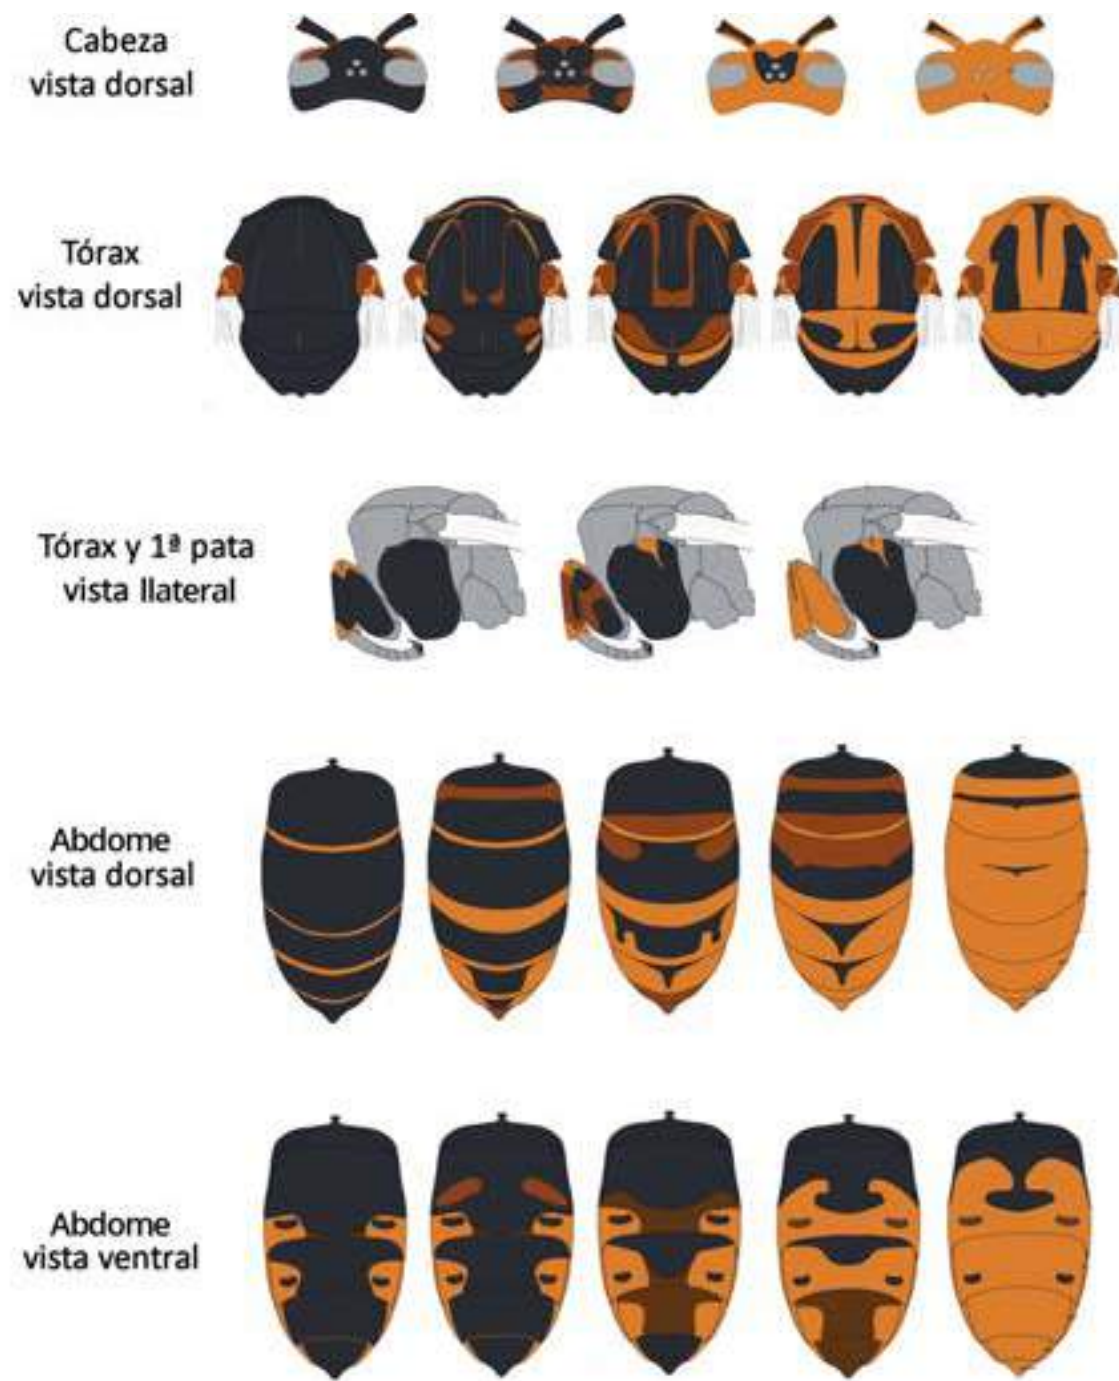 Cabeza
vista dorsal
Tórax
vista dorsal
Tórax y 1ª pata
vista llateral
Abdome
vista dorsal
Abdome
vista ventral